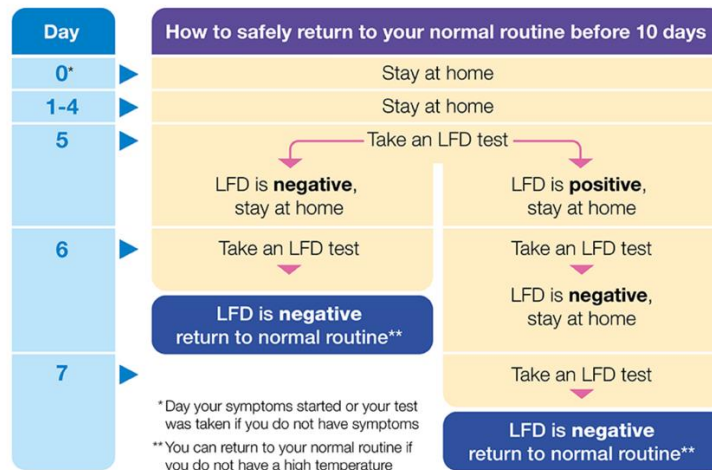 Day
How to safely return to your normal routine before 10 days
0*
Stay at home
1-4
Stay at home
5
Take an LFD test
LFD is negative,
stay at home
LFD is positive,
stay at home
6
Take an LFD test
Take an LFD test
LFD is negative
return to normal routine**
LFD is negative,
stay at home
7
Take an LFD test
LFD is negative
return to normal routine**
* Day your symptoms started or your test
was taken if you do not have symptoms
** You can return to your normal routine if
you do not have a high temperature